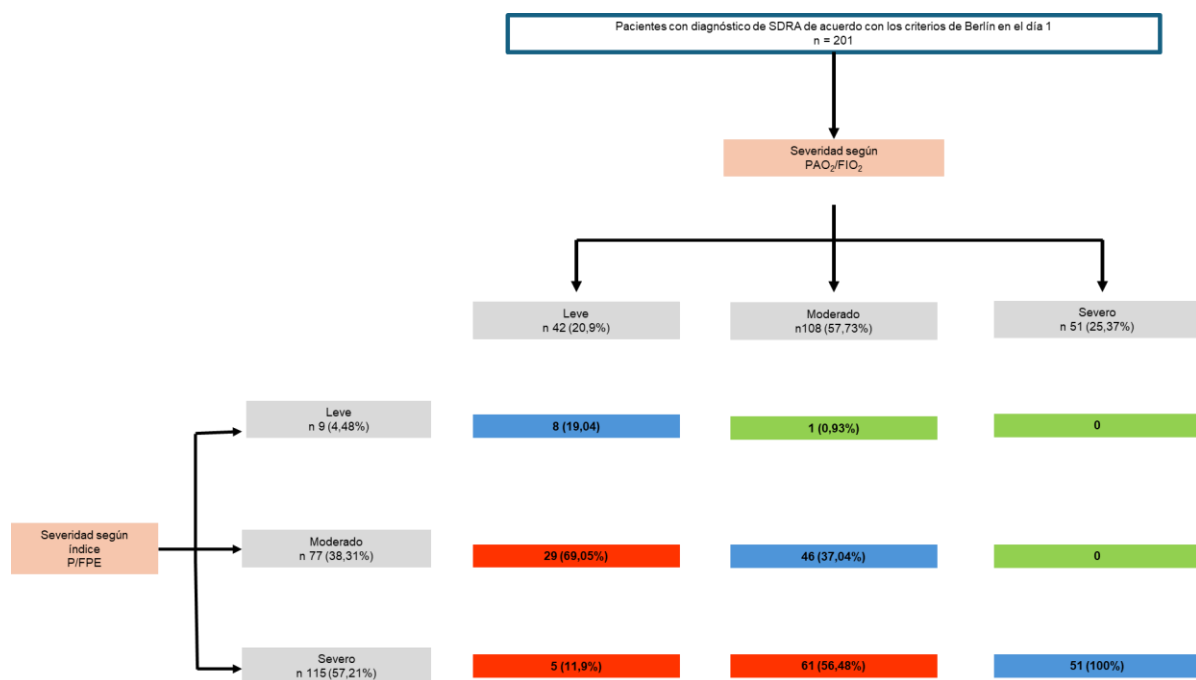 Pacientes con diagnóstico de SDRA de acuerdo con los criterios de Berlín en el día 1
n = 201
Severidad según
PAO₂/FIO₂
Leve
n 42 (20,9%)
Moderado
n108 (57,73%)
Severo
n 51 (25,37%)
Leve
n 9 (4,48%)
8 (19,04)
1 (0,93%)
0
Severidad según
índice
P/FPE
Moderado
n 77 (38,31%)
29 (69,05%)
46 (37,04%)
0
Severo
n 115 (57,21%)
5 (11,9%)
61 (56,48%)
51 (100%)